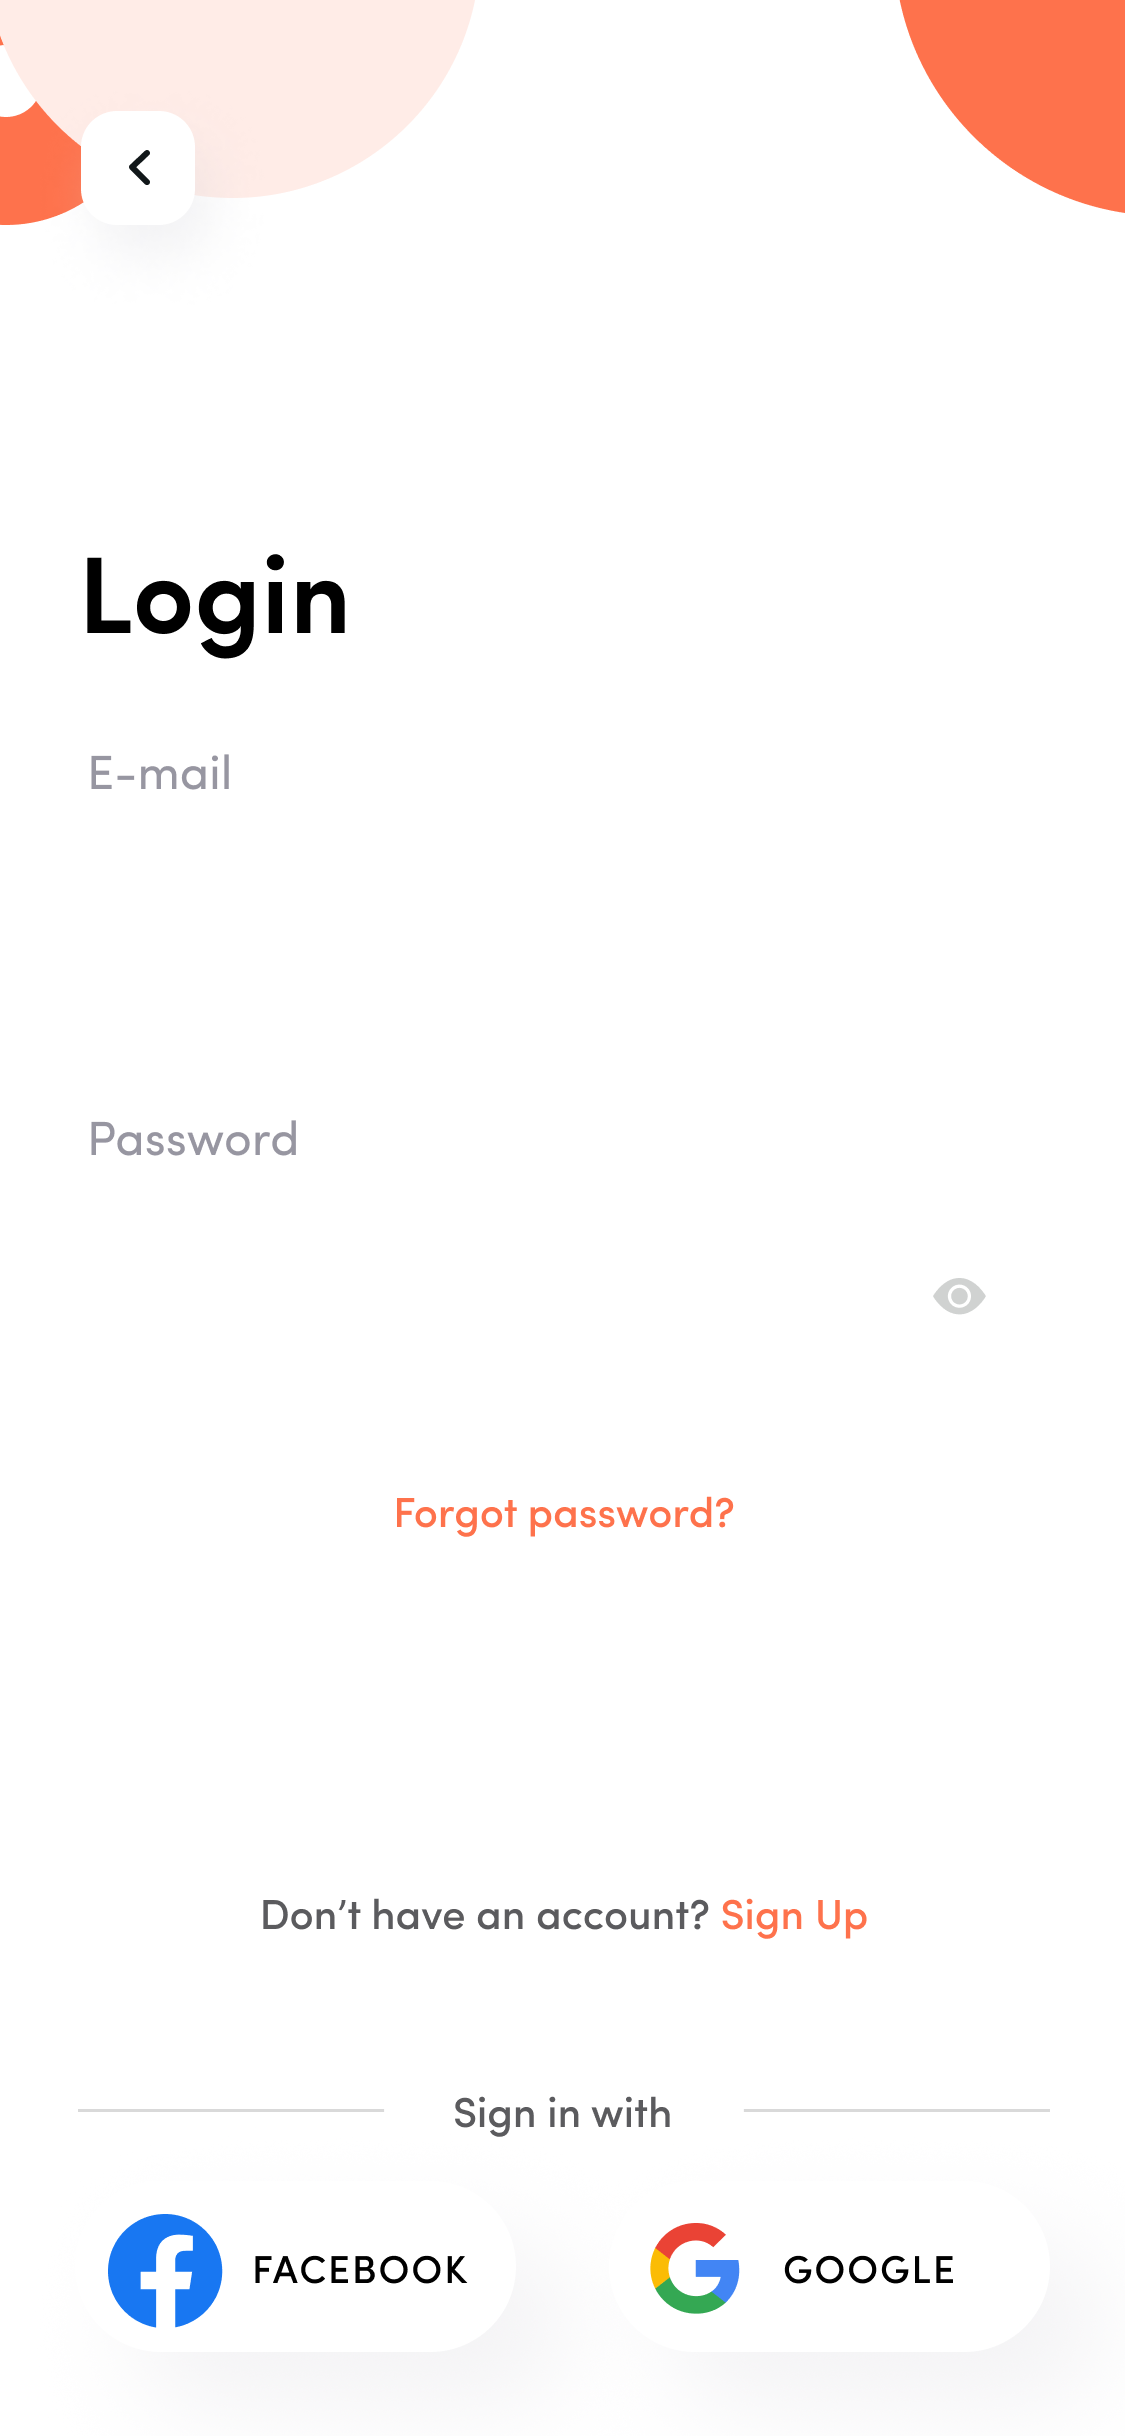 Login
E-mail
Password
Forgot password?
Don’t have an account? Sign Up
Sign in with
FACEBOOK
GOOGLE